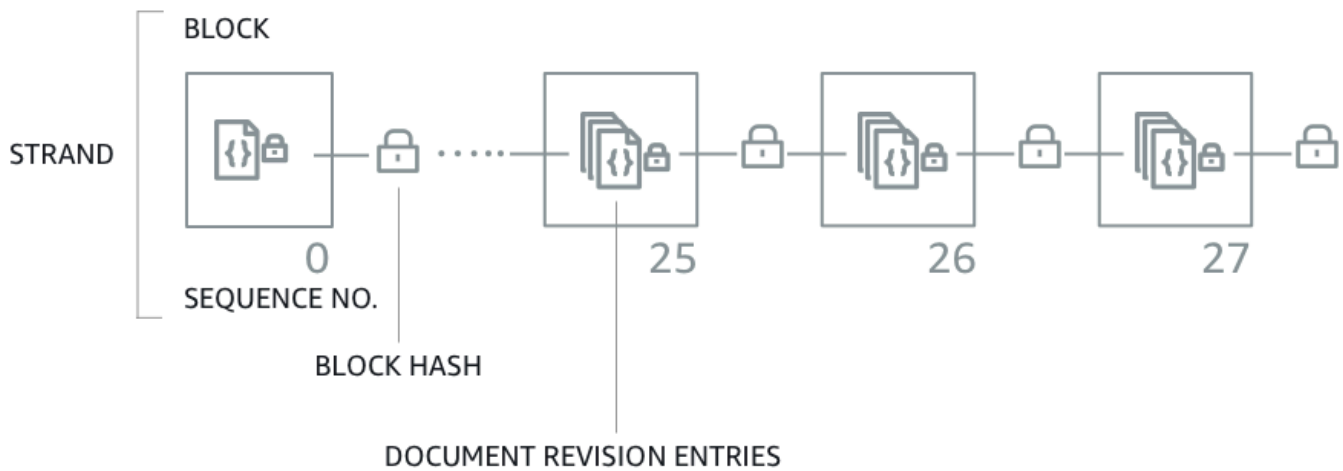 BLOCK
STRAND
0
25
26
27
SEQUENCE NO.
BLOCK HASH
DOCUMENT REVISION ENTRIES